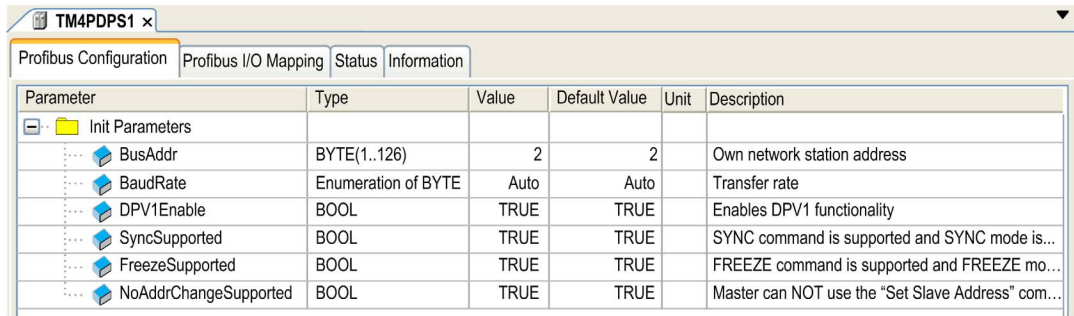 TM4PDPS1 ×
Profibus Configuration Profibus I/O Mapping Status Information
Parameter Type Value Default Value Unit Description
Init Parameters
BusAddr BYTE(1..126) 2 2 Own network station address
BaudRate Enumeration of BYTE Auto Auto Transfer rate
DPV1Enable BOOL TRUE TRUE Enables DPV1 functionality
SyncSupported BOOL TRUE TRUE SYNC command is supported and SYNC mode is...
FreezeSupported BOOL TRUE TRUE FREEZE command is supported and FREEZE mo...
NoAddrChangeSupported BOOL TRUE TRUE Master can NOT use the “Set Slave Address” com...